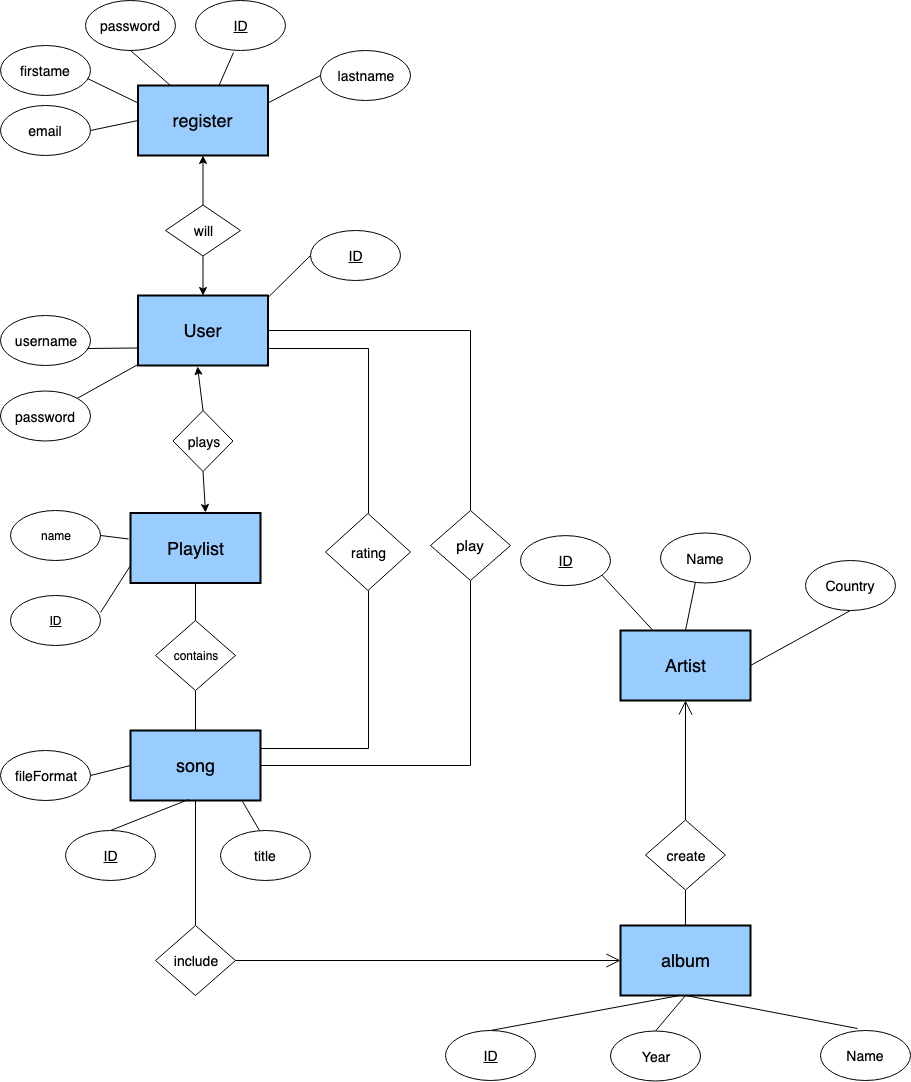 password
ID
firstame
lastname
register
email
will
ID
User
username
password
plays
name
Playlist
rating
play
ID
Name
Country
ID
contains
Artist
fileFormat
song
ID
title
create
include
album
ID
Year
Name